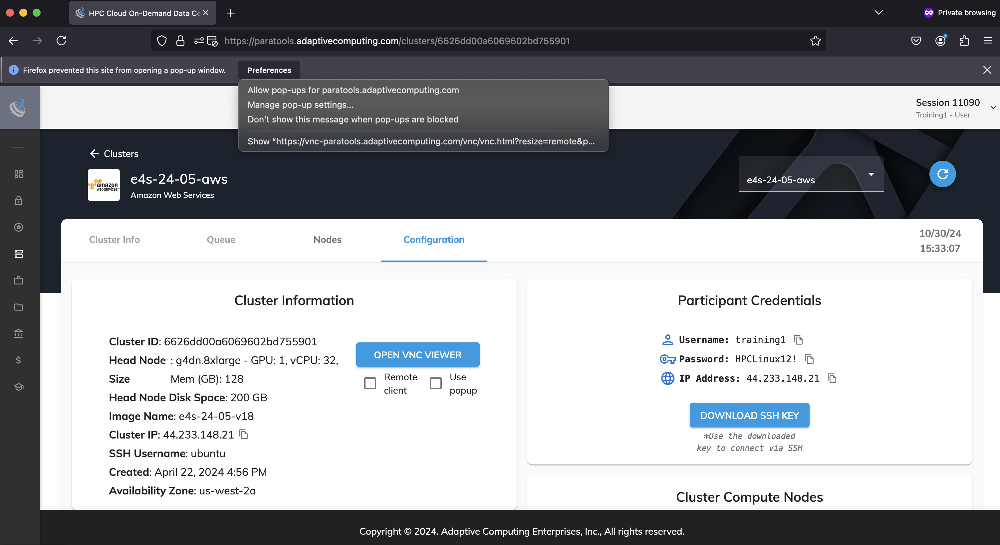 HPC Cloud On-Demand Data Ce
Private browsing
https://paratools.adaptivecomputing.com/clusters/6626dd00a6069602bd755901
Firefox prevented this site from opening a pop-up window.
Preferences
Allow pop-ups for paratools.adaptivecomputing.com
Manage pop-up settings...
Don’t show this message when pop-ups are blocked
Show “https://vnc-paratools.adaptivecomputing.com/vnc/vnc.html?resize=remote&p...
Session 11090
Training1 - User
Clusters
amazon
webservices™
e4s-24-05-aws
Amazon Web Services
e4s-24-05-aws
Cluster Info
Queue
Nodes
Configuration
10/30/24
15:33:07
Cluster Information
Cluster ID: 6626dd00a6069602bd755901
Head Node : g4dn.8xlarge - GPU: 1, vCPU: 32,
Size Mem (GB): 128
Head Node Disk Space: 200 GB
Image Name: e4s-24-05-v18
Cluster IP: 44.233.148.21
SSH Username: ubuntu
Created: April 22, 2024 4:56 PM
Availability Zone: us-west-2a
OPEN VNC VIEWER
Remote
client
Use
popup
Participant Credentials
Username: training1
Password: HPCLinux12!
IP Address: 44.233.148.21
DOWNLOAD SSH KEY
*Use the downloaded
key to connect via SSH
Cluster Compute Nodes
Copyright © 2024. Adaptive Computing Enterprises, Inc., All rights reserved.